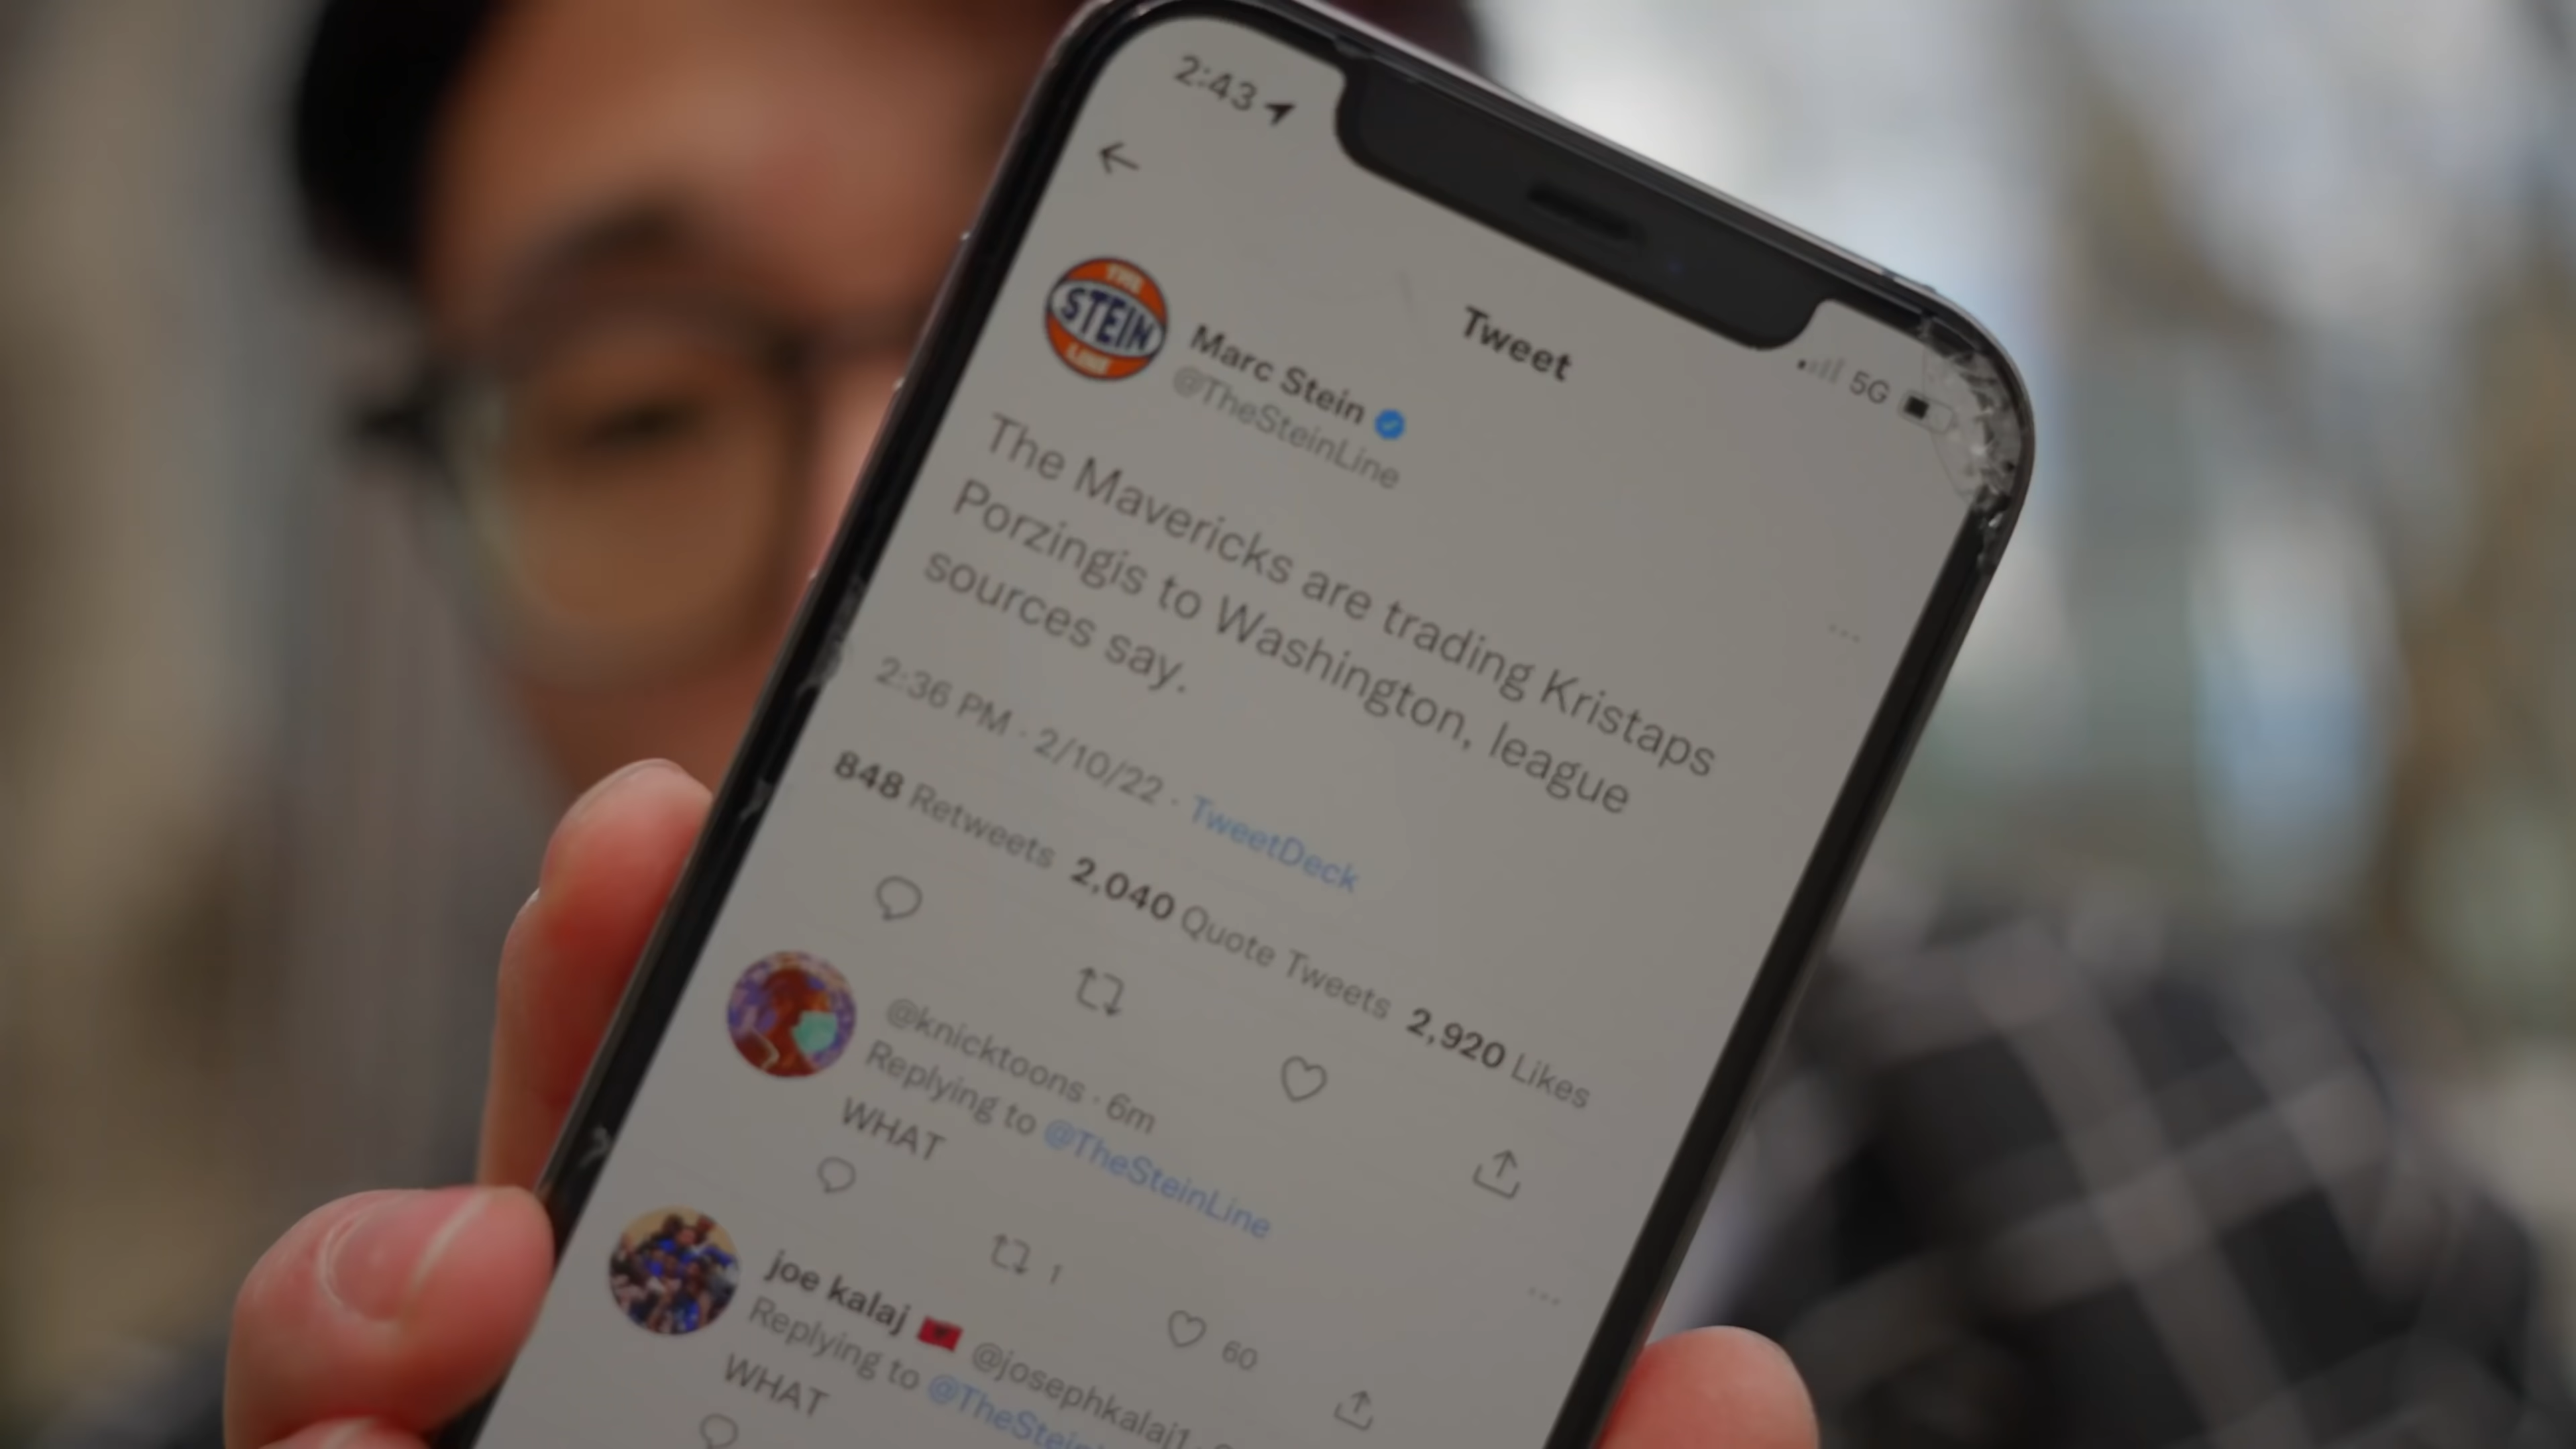 2:43
5G
Tweet
THE
STEIN
LINE
Marc Stein
@TheSteinLine
The Mavericks are trading Kristaps
Porzingis to Washington, league
sources say.
2:36 PM · 2/10/22 · TweetDeck
848 Retweets 2,040 Quote Tweets 2,920 Likes
@knicktoons · 6m
Replying to @TheSteinLine
WHAT
1
60
joe kalaj 🇦🇱 @josephkalaj1 ·
Replying to
WHAT